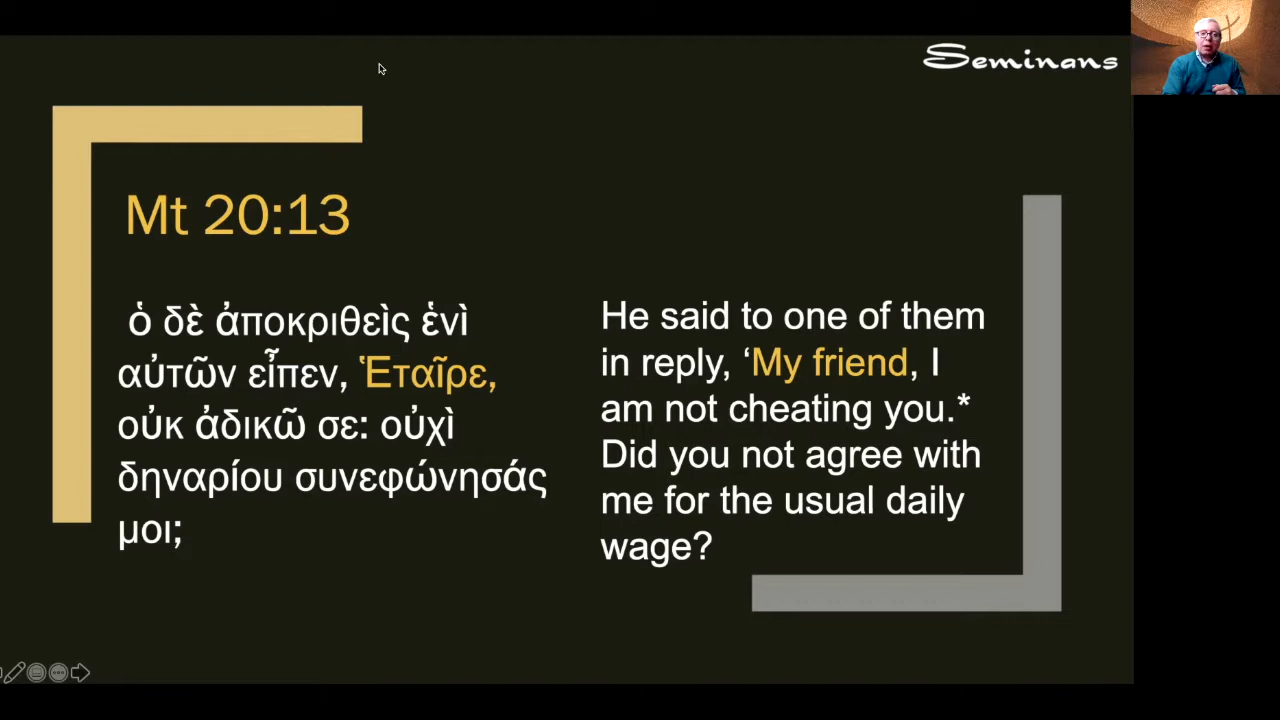 Seminans
Mt 20:13
ὁ δὲ ἀποκριθεὶς ἑνὶ
αὐτῶν εἶπεν, Ἑταῖρε,
οὐκ ἀδικῶ σε: οὐχὶ
δηναρίου συνεφώνησάς
μοι;
He said to one of them
in reply, ‘My friend, I
am not cheating you.*
Did you not agree with
me for the usual daily
wage?